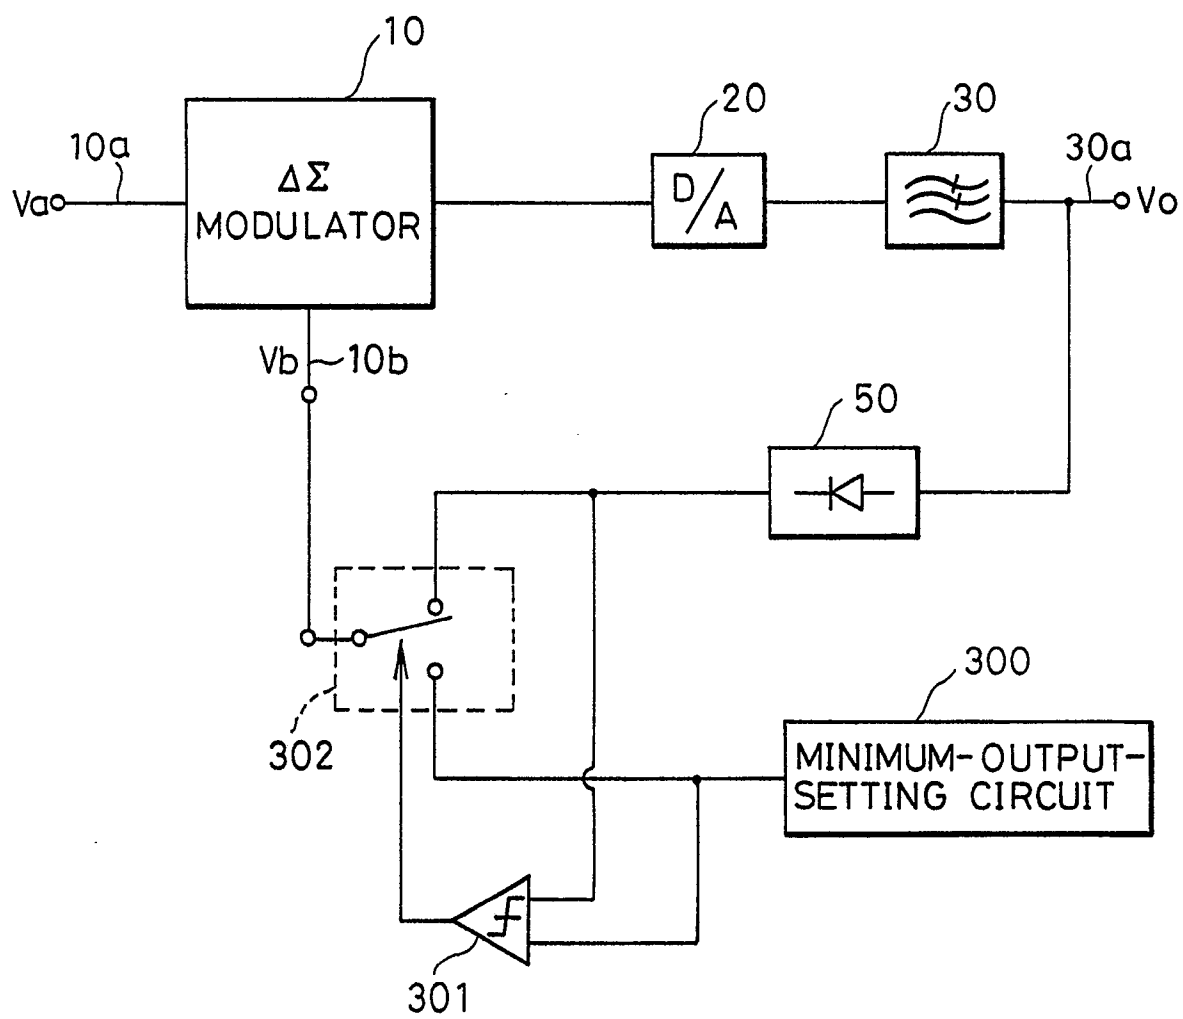 10
20
30
10a
30a
Va
ΔΣ
MODULATOR
D/A
Vo
Vb
10b
50
300
302
MINIMUM-OUTPUT-
SETTING CIRCUIT
301